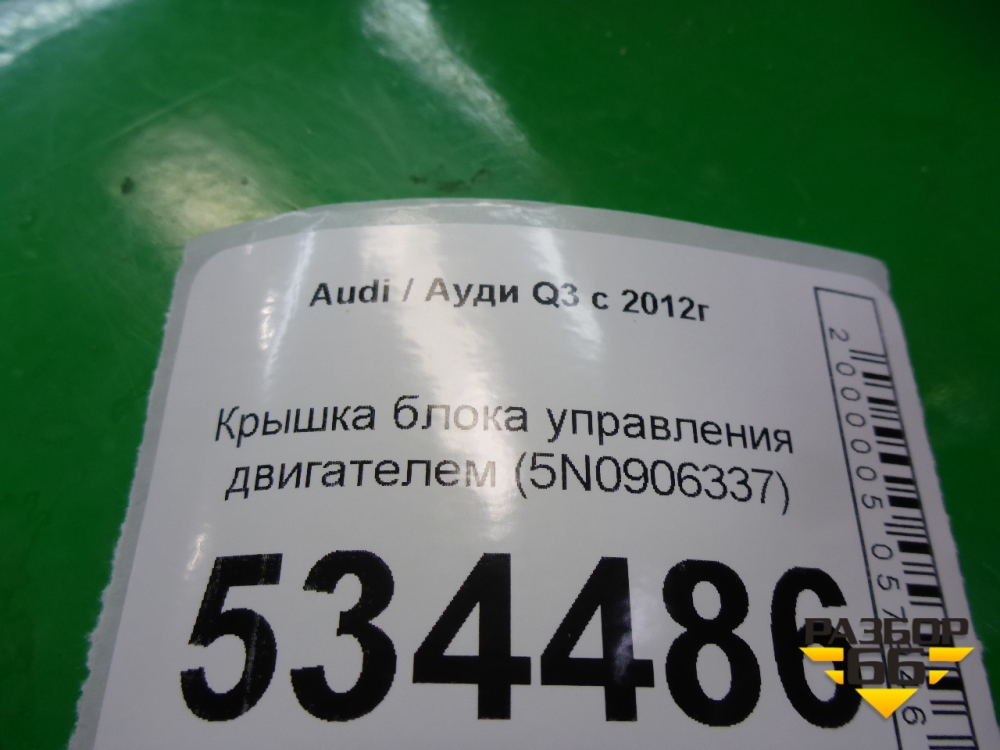 Audi / Ауди Q3 с 2012г
Крышка блока управления
двигателем (5N0906337)
534486
РАЗБОР
66